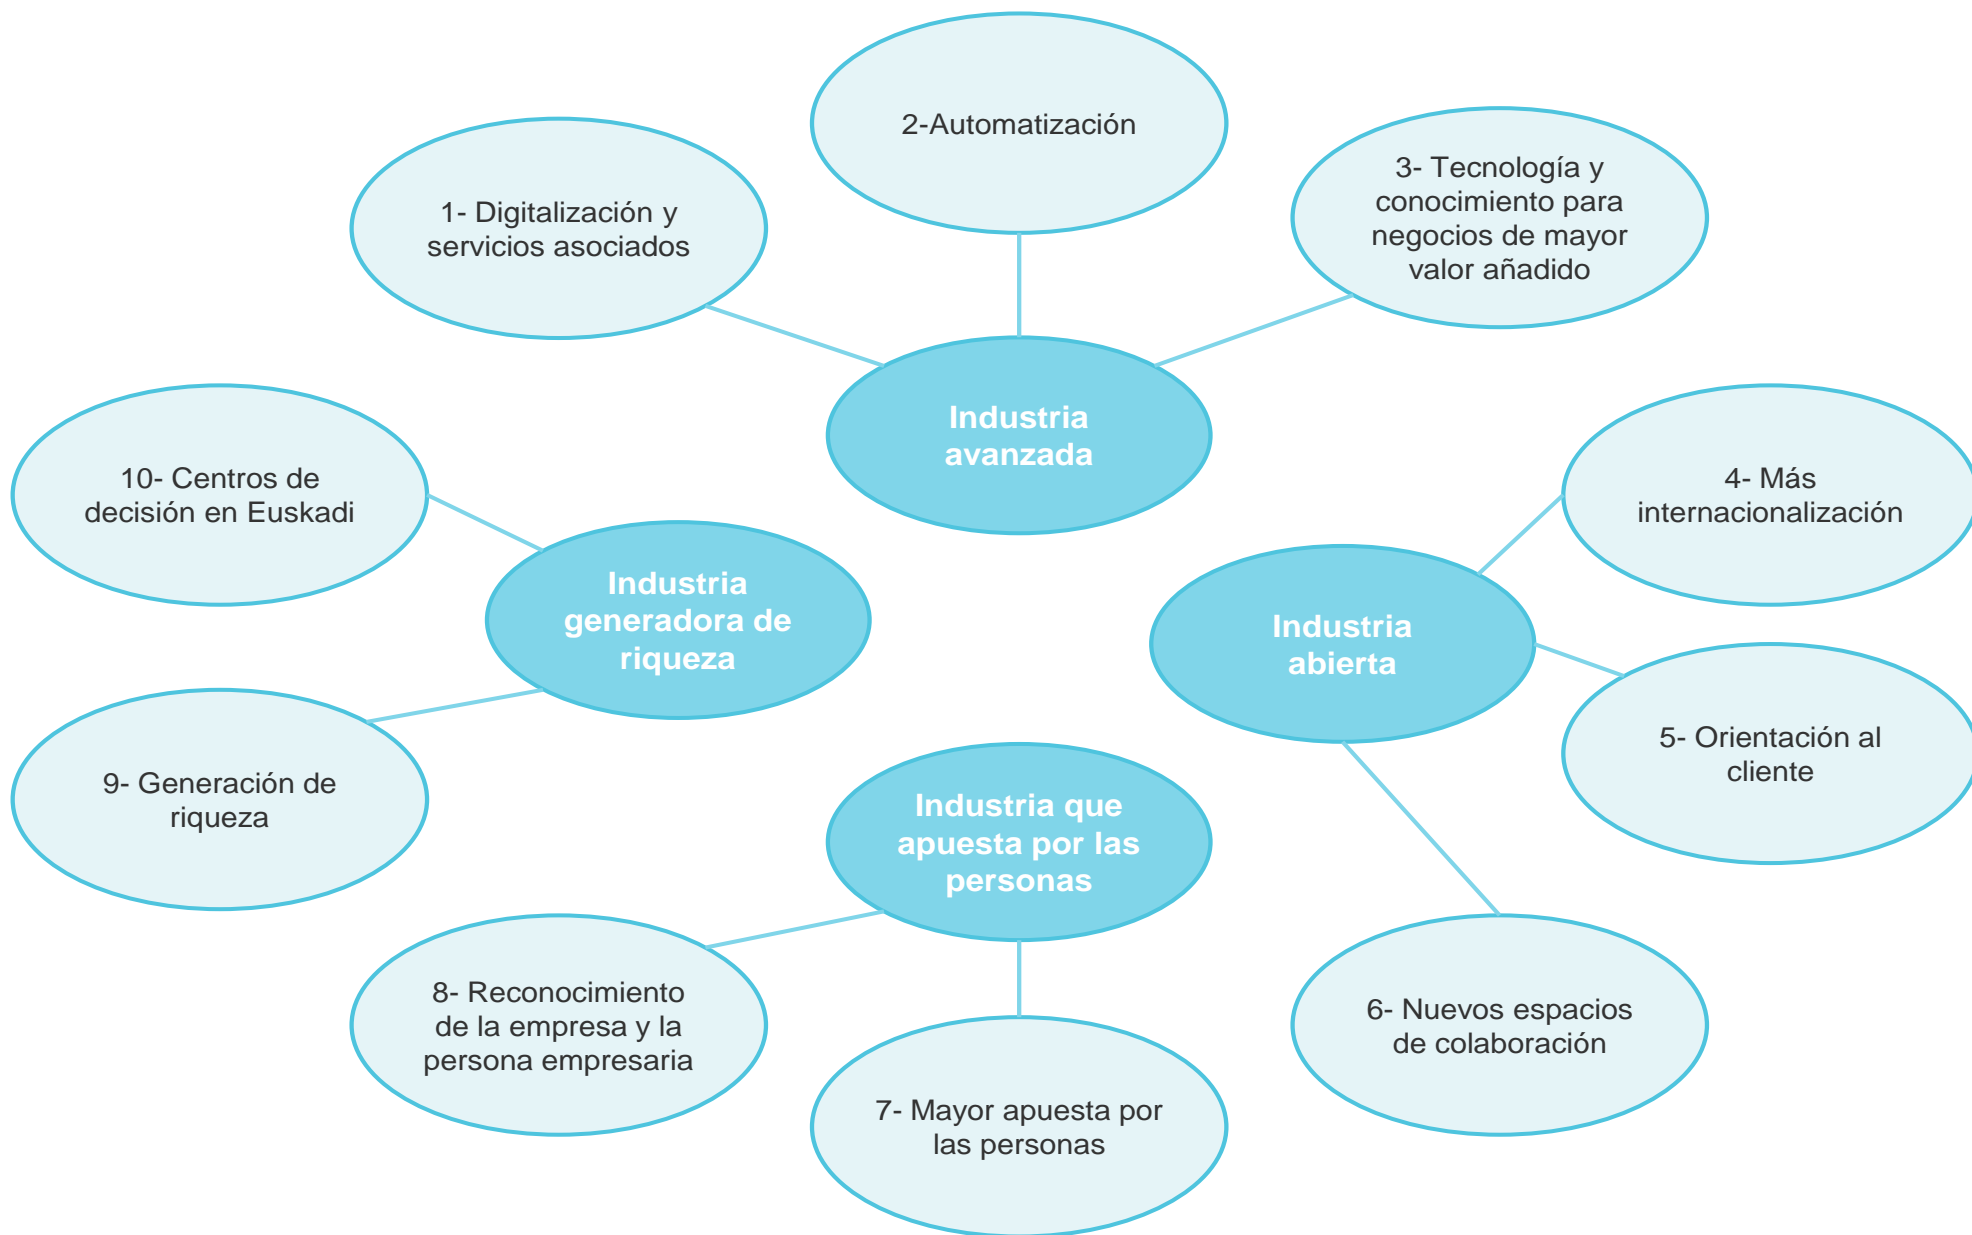 2-Automatización
1- Digitalización y
servicios asociados
3- Tecnología y
conocimiento para
negocios de mayor
valor añadido
Industria
avanzada
10- Centros de
decisión en Euskadi
4- Más
internacionalización
Industria
generadora de
riqueza
Industria
abierta
5- Orientación al
cliente
9- Generación de
riqueza
Industria que
apuesta por las
personas
8- Reconocimiento
de la empresa y la
persona empresaria
6- Nuevos espacios
de colaboración
7- Mayor apuesta por
las personas